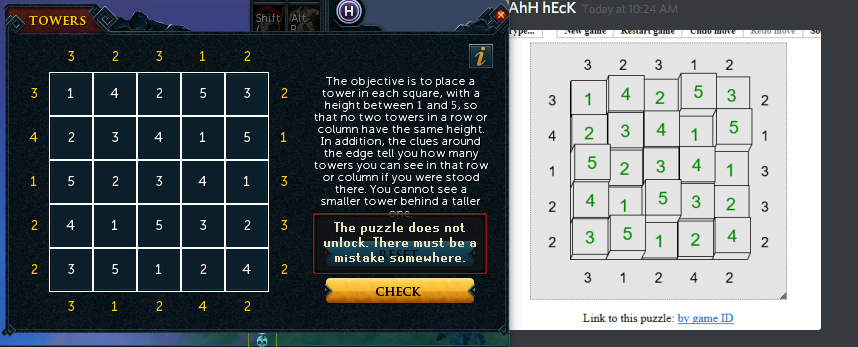 TOWERS
Shift
Alt-
H
3 2 3 1 2
3 1 4 2 5 3 2
4 2 3 4 1 5 1
1 5 2 3 4 1 3
2 4 1 5 3 2 3
2 3 5 1 2 4 2
3 1 2 4 2
i
The objective is to place a
tower in each square, with a
height between 1 and 5, so
that no two towers in a row or
column have the same height.
In addition, the clues around
the edge tell you how many
towers you can see in that row
or column if you were stood
there. You cannot see a
smaller tower behind a taller
one.
The puzzle does not
unlock. There must be a
mistake somewhere.
CHECK
AhH hEcK Today at 10:24 AM
New game Restart game Undo move Redo move
3 2 3 1 2
3 1 4 2 5 3 2
4 2 3 4 1 5 1
1 5 2 3 4 1 3
2 4 1 5 3 2 3
2 3 5 1 2 4 2
3 1 2 4 2
Link to this puzzle: by game ID